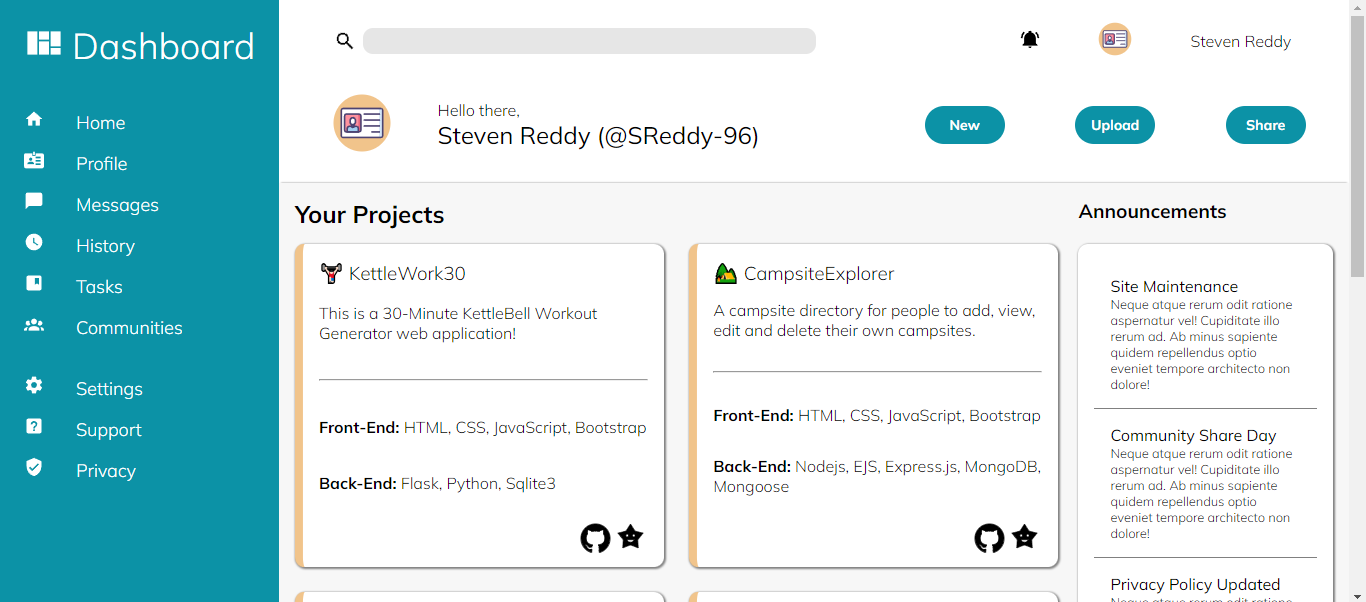 Dashboard
Home
Profile
Messages
History
Tasks
Communities
Settings
Support
Privacy
Steven Reddy
Hello there,
Steven Reddy (@SReddy-96)
New
Upload
Share
Your Projects
KettleWork30
This is a 30-Minute KettleBell Workout
Generator web application!
Front-End: HTML, CSS, JavaScript, Bootstrap
Back-End: Flask, Python, Sqlite3
CampsiteExplorer
A campsite directory for people to add, view,
edit and delete their own campsites.
Front-End: HTML, CSS, JavaScript, Bootstrap
Back-End: Nodejs, EJS, Express.js, MongoDB,
Mongoose
Announcements
Site Maintenance
Neque atque rerum odit ratione
aspernatur vel! Cupiditate illo
rerum ad. Ab minus sapiente
quidem repellendus optio
eveniet tempore architecto non
dolore!
Community Share Day
Neque atque rerum odit ratione
aspernatur vel! Cupiditate illo
rerum ad. Ab minus sapiente
quidem repellendus optio
eveniet tempore architecto non
dolore!
Privacy Policy Updated